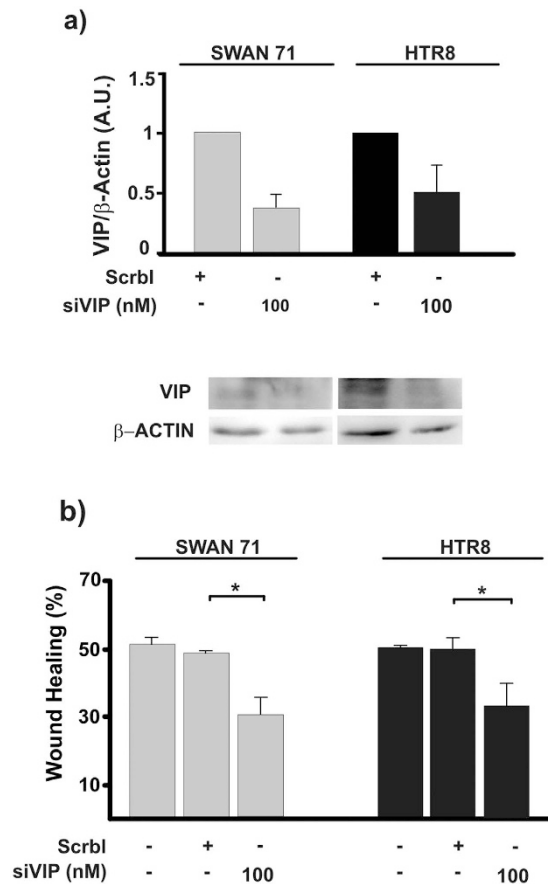 a)
SWAN 71 HTR8
VIP/β-Actin (A.U.)
1.5
1
0.5
0
Scrbl + - + -
siVIP (nM) - 100 - 100
VIP
β-ACTIN
b)
SWAN 71 HTR8
Wound Healing (%)
70
50
30
10
* *
Scrbl - + - - + -
siVIP (nM) - - 100 - - 100